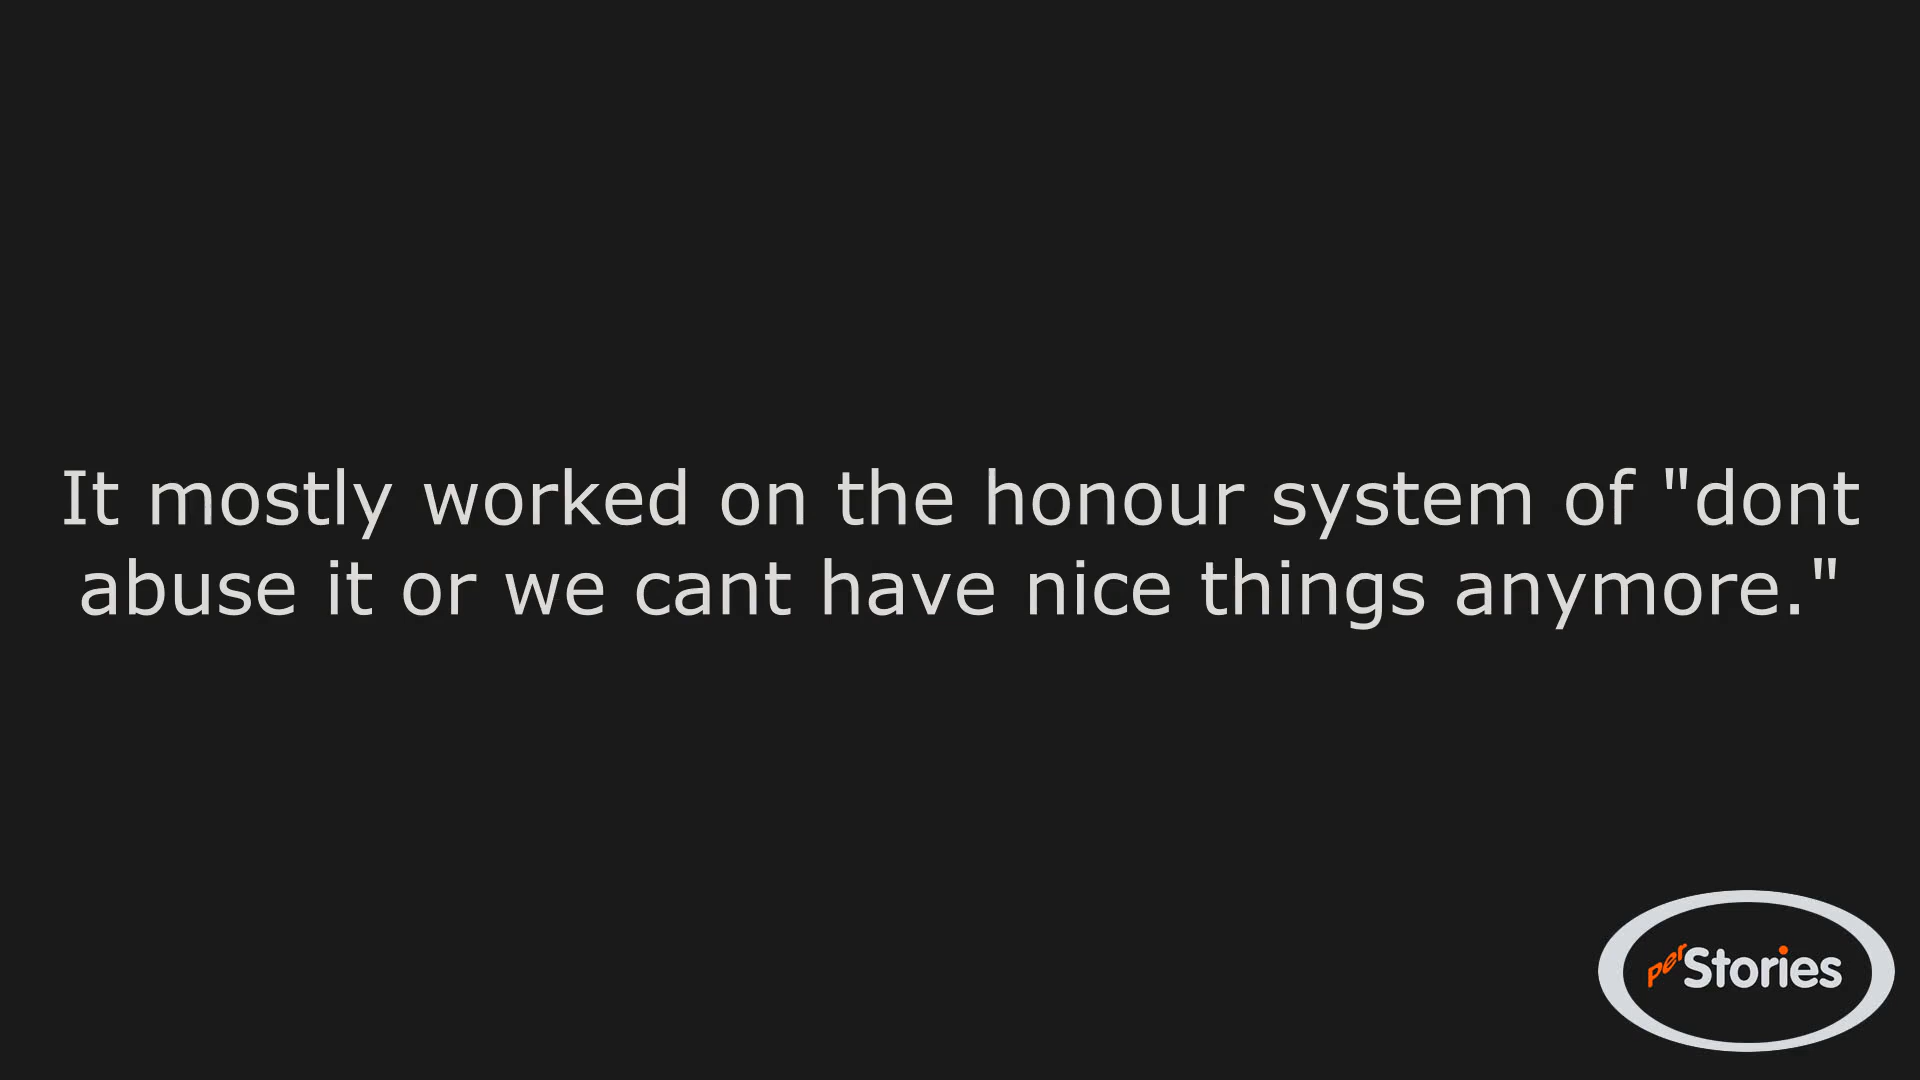 It mostly worked on the honour system of "dont
abuse it or we cant have nice things anymore."
perStories